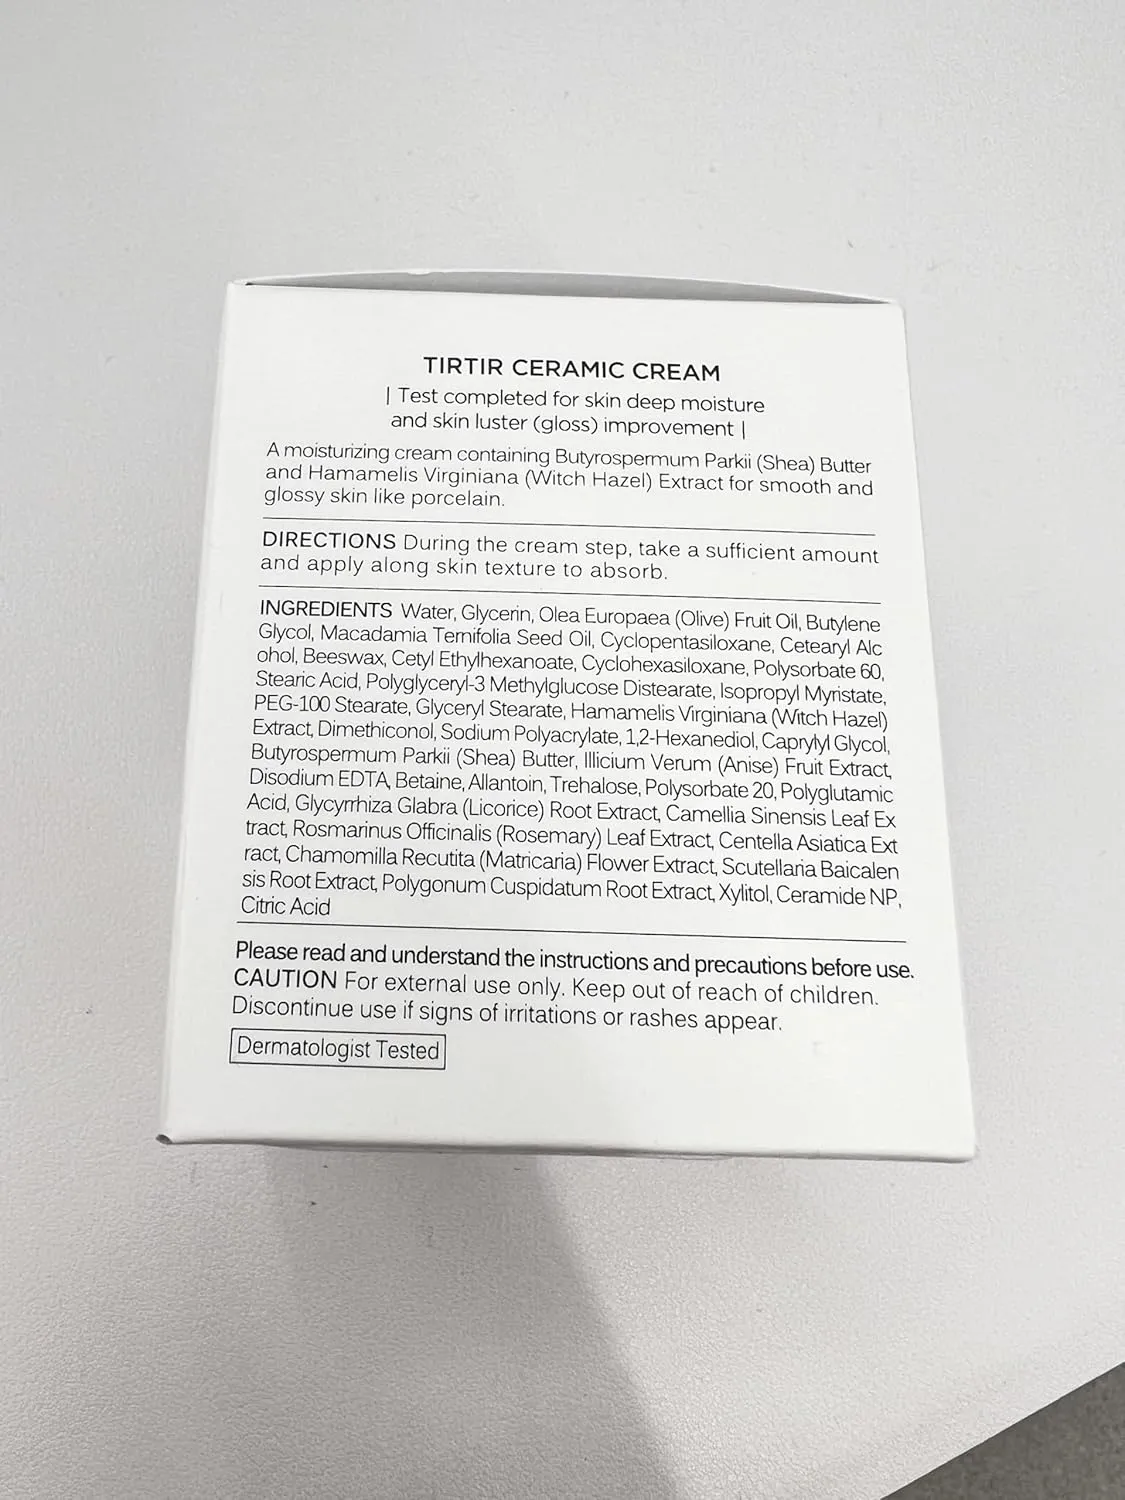 TIRTIR CERAMIC CREAM
| Test completed for skin deep moisture
and skin luster (gloss) improvement |
A moisturizing cream containing Butyrospermum Parkii (Shea) Butter
and Hamamelis Virginiana (Witch Hazel) Extract for smooth and
glossy skin like porcelain.
DIRECTIONS During the cream step, take a sufficient amount
and apply along skin texture to absorb.
INGREDIENTS Water, Glycerin, Olea Europaea (Olive) Fruit Oil, Butylene
Glycol, Macadamia Ternifolia Seed Oil, Cyclopentasiloxane, Cetearyl Alc
ohol, Beeswax, Cetyl Ethylhexanoate, Cyclohexasiloxane, Polysorbate 60,
Stearic Acid, Polyglyceryl-3 Methylglucose Distearate, Isopropyl Myristate,
PEG-100 Stearate, Glyceryl Stearate, Hamamelis Virginiana (Witch Hazel)
Extract, Dimethiconol, Sodium Polyacrylate, 1,2-Hexanediol, Caprylyl Glycol,
Butyrospermum Parkii (Shea) Butter, Illicium Verum (Anise) Fruit Extract,
Disodium EDTA, Betaine, Allantoin, Trehalose, Polysorbate 20, Polyglutamic
Acid, Glycyrrhiza Glabra (Licorice) Root Extract, Camellia Sinensis Leaf Ex
tract, Rosmarinus Officinalis (Rosemary) Leaf Extract, Centella Asiatica Ext
ract, Chamomilla Recutita (Matricaria) Flower Extract, Scutellaria Baicalen
sis Root Extract, Polygonum Cuspidatum Root Extract, Xylitol, Ceramide NP,
Citric Acid
Please read and understand the instructions and precautions before use.
CAUTION For external use only. Keep out of reach of children.
Discontinue use if signs of irritations or rashes appear.
Dermatologist Tested